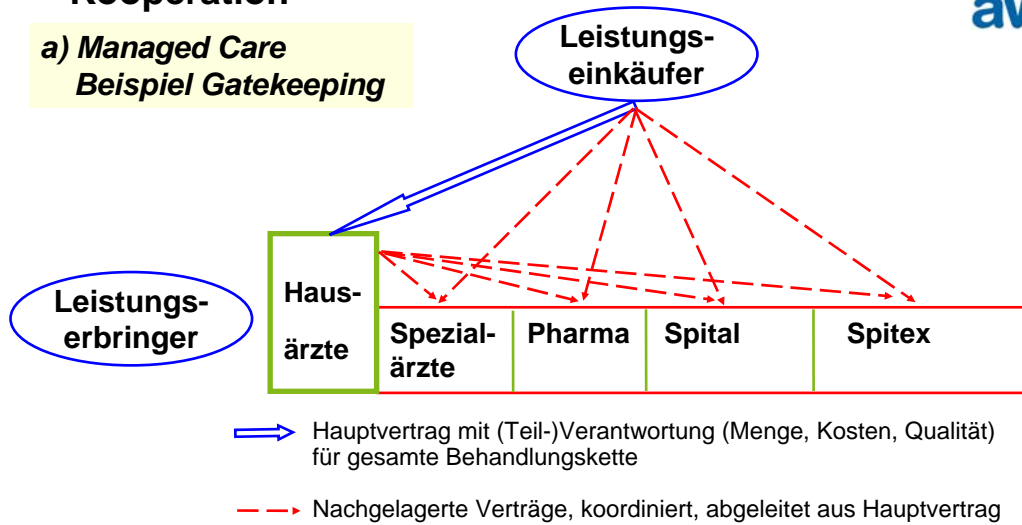 Kooperation
a) Managed Care
Beispiel Gatekeeping
Leistungs-
einkäufer
Leistungs-
erbringer
Haus-
ärzte
Spezial-
ärzte
Pharma
Spital
Spitex
Hauptvertrag mit (Teil-)Verantwortung (Menge, Kosten, Qualität)
für gesamte Behandlungskette
Nachgelagerte Verträge, koordiniert, abgeleitet aus Hauptvertrag